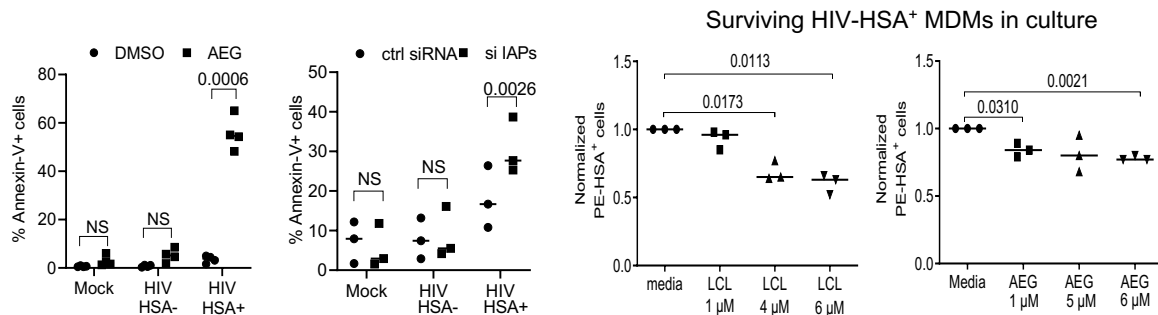 Surviving HIV-HSA⁺ MDMs in culture
● DMSO ■ AEG
% Annexin-V+ cells
80
60
40
20
0
NS
NS
0.0006
Mock
HIV
HSA-
HIV
HSA+
● ctrl siRNA ■ si IAPs
% Annexin-V+ cells
50
40
30
20
10
0
NS
NS
0.0026
Mock
HIV
HSA-
HIV
HSA+
Normalized
PE-HSA⁺ cells
1.5
1.0
0.5
0.0
0.0113
0.0173
media
LCL
1 µM
LCL
4 µM
LCL
6 µM
Normalized
PE-HSA⁺ cells
1.5
1.0
0.5
0.0
0.0021
0.0310
Media
AEG
1 µM
AEG
5 µM
AEG
6 µM